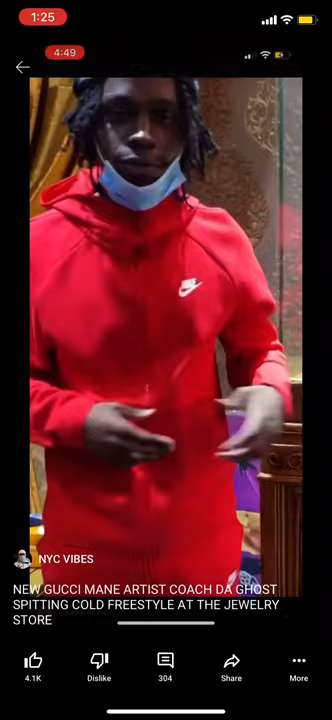 1:25
4:49
NYC VIBES
NEW GUCCI MANE ARTIST COACH DA GHOST
SPITTING COLD FREESTYLE AT THE JEWELRY
STORE
4.1K
Dislike
304
Share
More